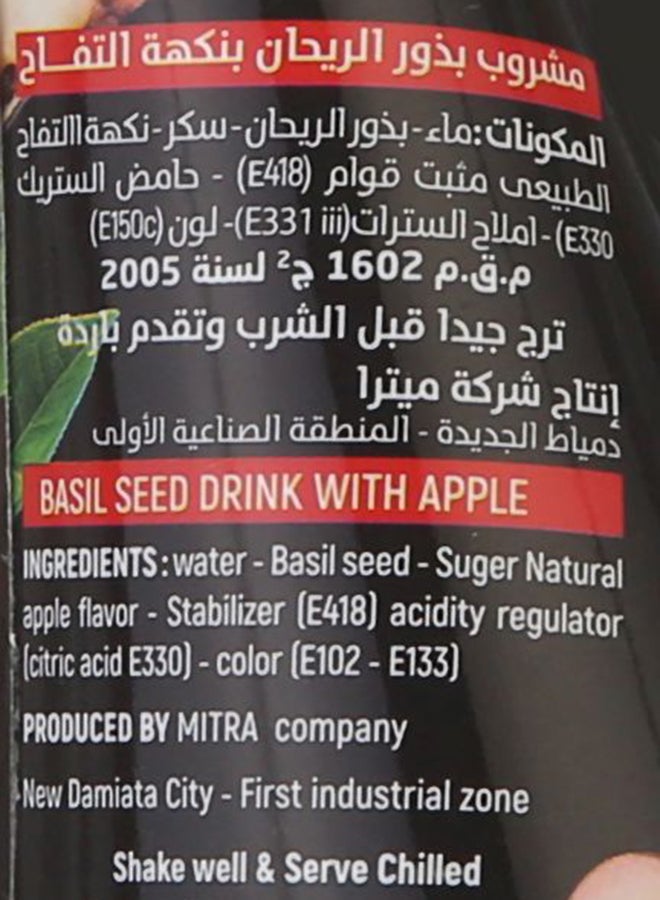 مشروب بذور الريحان بنكهة التفـاح
المكونات:ماء-بذور الريحان-سكر-نكهة التفاح
الطبيعى مثبت قوام (E418) - حامض الستريك
(E330 - املاح السترات(E331 iii)- لون (E150c)
م.ق.م 1602 ج² لسنة 2005
ترج جيدا قبل الشرب وتقدم باردة
إنتاج شركة ميترا
دمياط الجديدة - المنطقة الصناعية الأولى
BASIL SEED DRINK WITH APPLE
INGREDIENTS: water - Basil seed - Suger Natural
apple flavor - Stabilizer (E418) acidity regulator
(citric acid E330) - color (E102 - E133)
PRODUCED BY MITRA company
New Damiata City - First industrial zone
Shake well & Serve Chilled